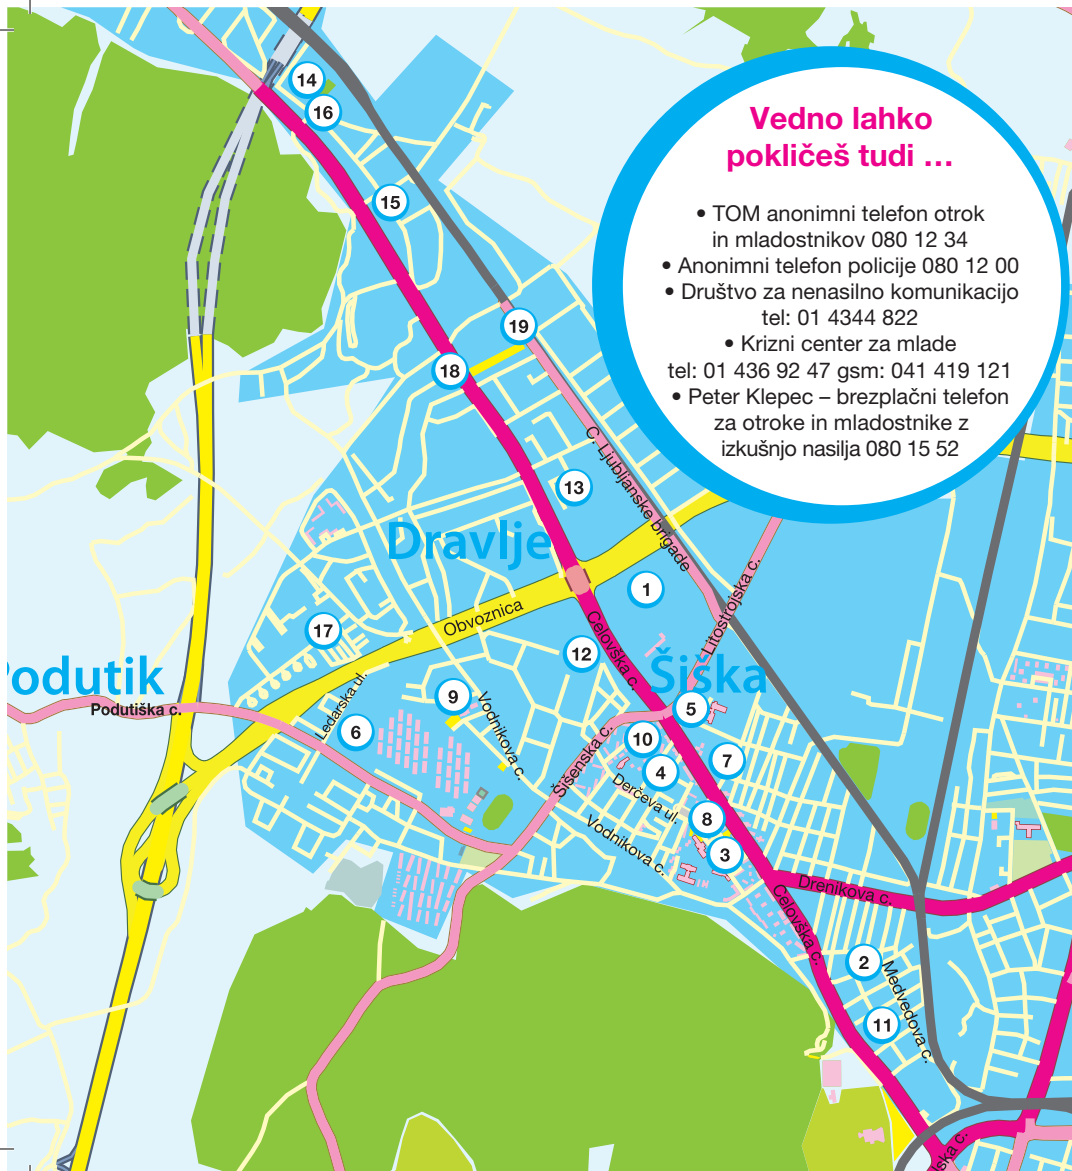 Vedno lahko
pokličeš tudi ...
• TOM anonimni telefon otrok
in mladostnikov 080 12 34
• Anonimni telefon policije 080 12 00
• Društvo za nenasilno komunikacijo
tel: 01 4344 822
• Krizni center za mlade
tel: 01 436 92 47 gsm: 041 419 121
• Peter Klepec – brezplačni telefon
za otroke in mladostnike z
izkušnjo nasilja 080 15 52
14
16
15
19
18
C. Ljubljanske brigade
13
Dravlje
1
Litostrojska c.
Obvoznica
17
Celovška c.
12
Šiška
odutik
Podutiška c.
Ledarska ul.
9
Vodnikova c.
5
6
Šišenska c.
10
7
4
Derčeva ul.
8
Vodnikova c.
3
Drenikova c.
Celovška c.
2
Medvedova c.
11
ska c.